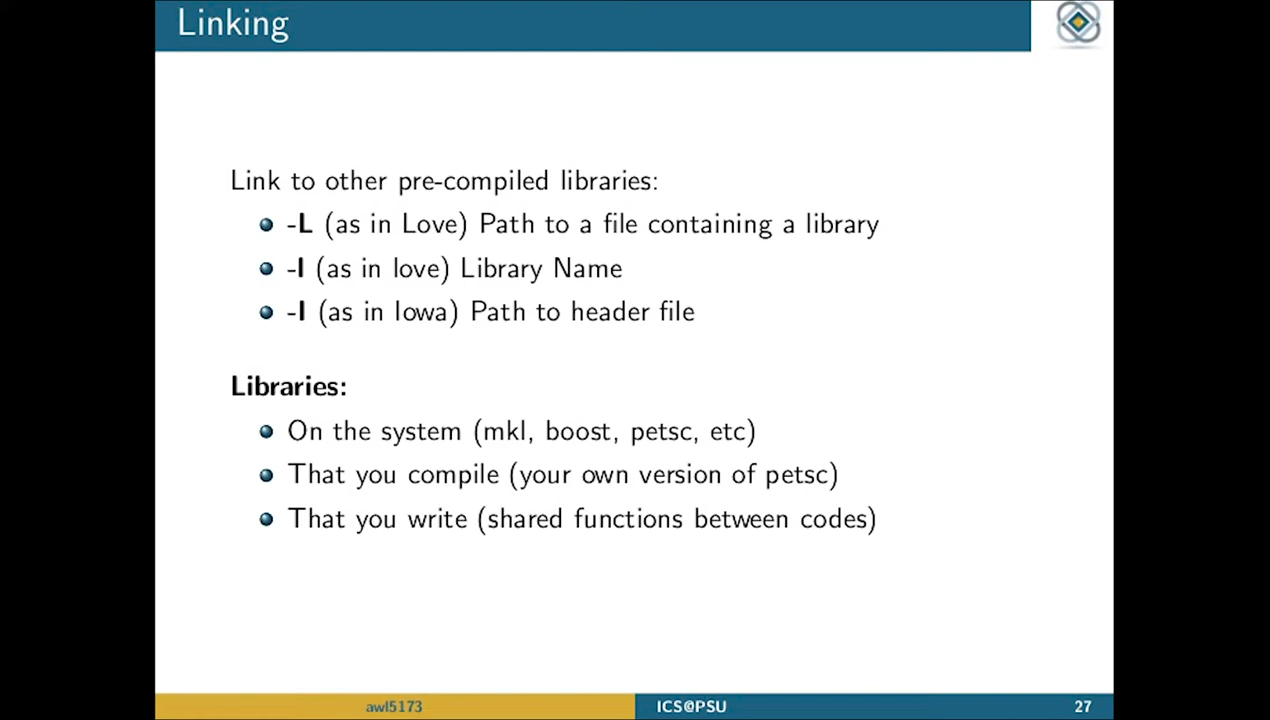 Linking
Link to other pre-compiled libraries:
-L (as in Love) Path to a file containing a library
-l (as in love) Library Name
-I (as in Iowa) Path to header file
Libraries:
On the system (mkl, boost, petsc, etc)
That you compile (your own version of petsc)
That you write (shared functions between codes)
awl5173
ICS@PSU
27